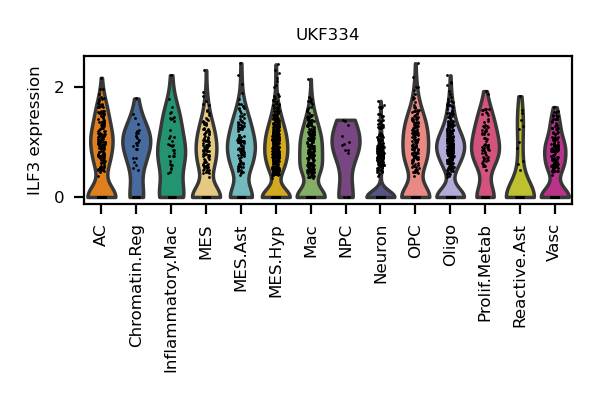 UKF334
ILF3 expression
2
0
AC
Chromatin.Reg
Inflammatory.Mac
MES
MES.Ast
MES.Hyp
Mac
NPC
Neuron
OPC
Oligo
Prolif.Metab
Reactive.Ast
Vasc